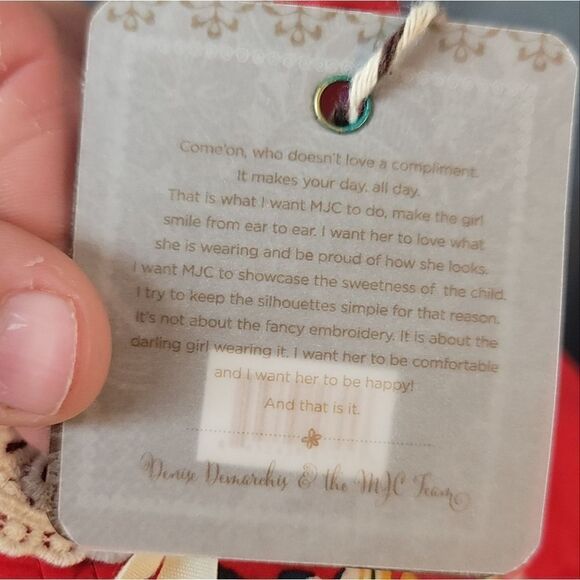 Come'on, who doesn't love a compliment.
It makes your day, all day.
That is what I want MJC to do, make the girl
smile from ear to ear. I want her to love what
she is wearing and be proud of how she looks.
I want MJC to showcase the sweetness of the child.
I try to keep the silhouettes simple for that reason.
It's not about the fancy embroidery. It is about the
darling girl wearing it. I want her to be comfortable
and I want her to be happy!
And that is it.
Denise Demarchis & the MJC Team